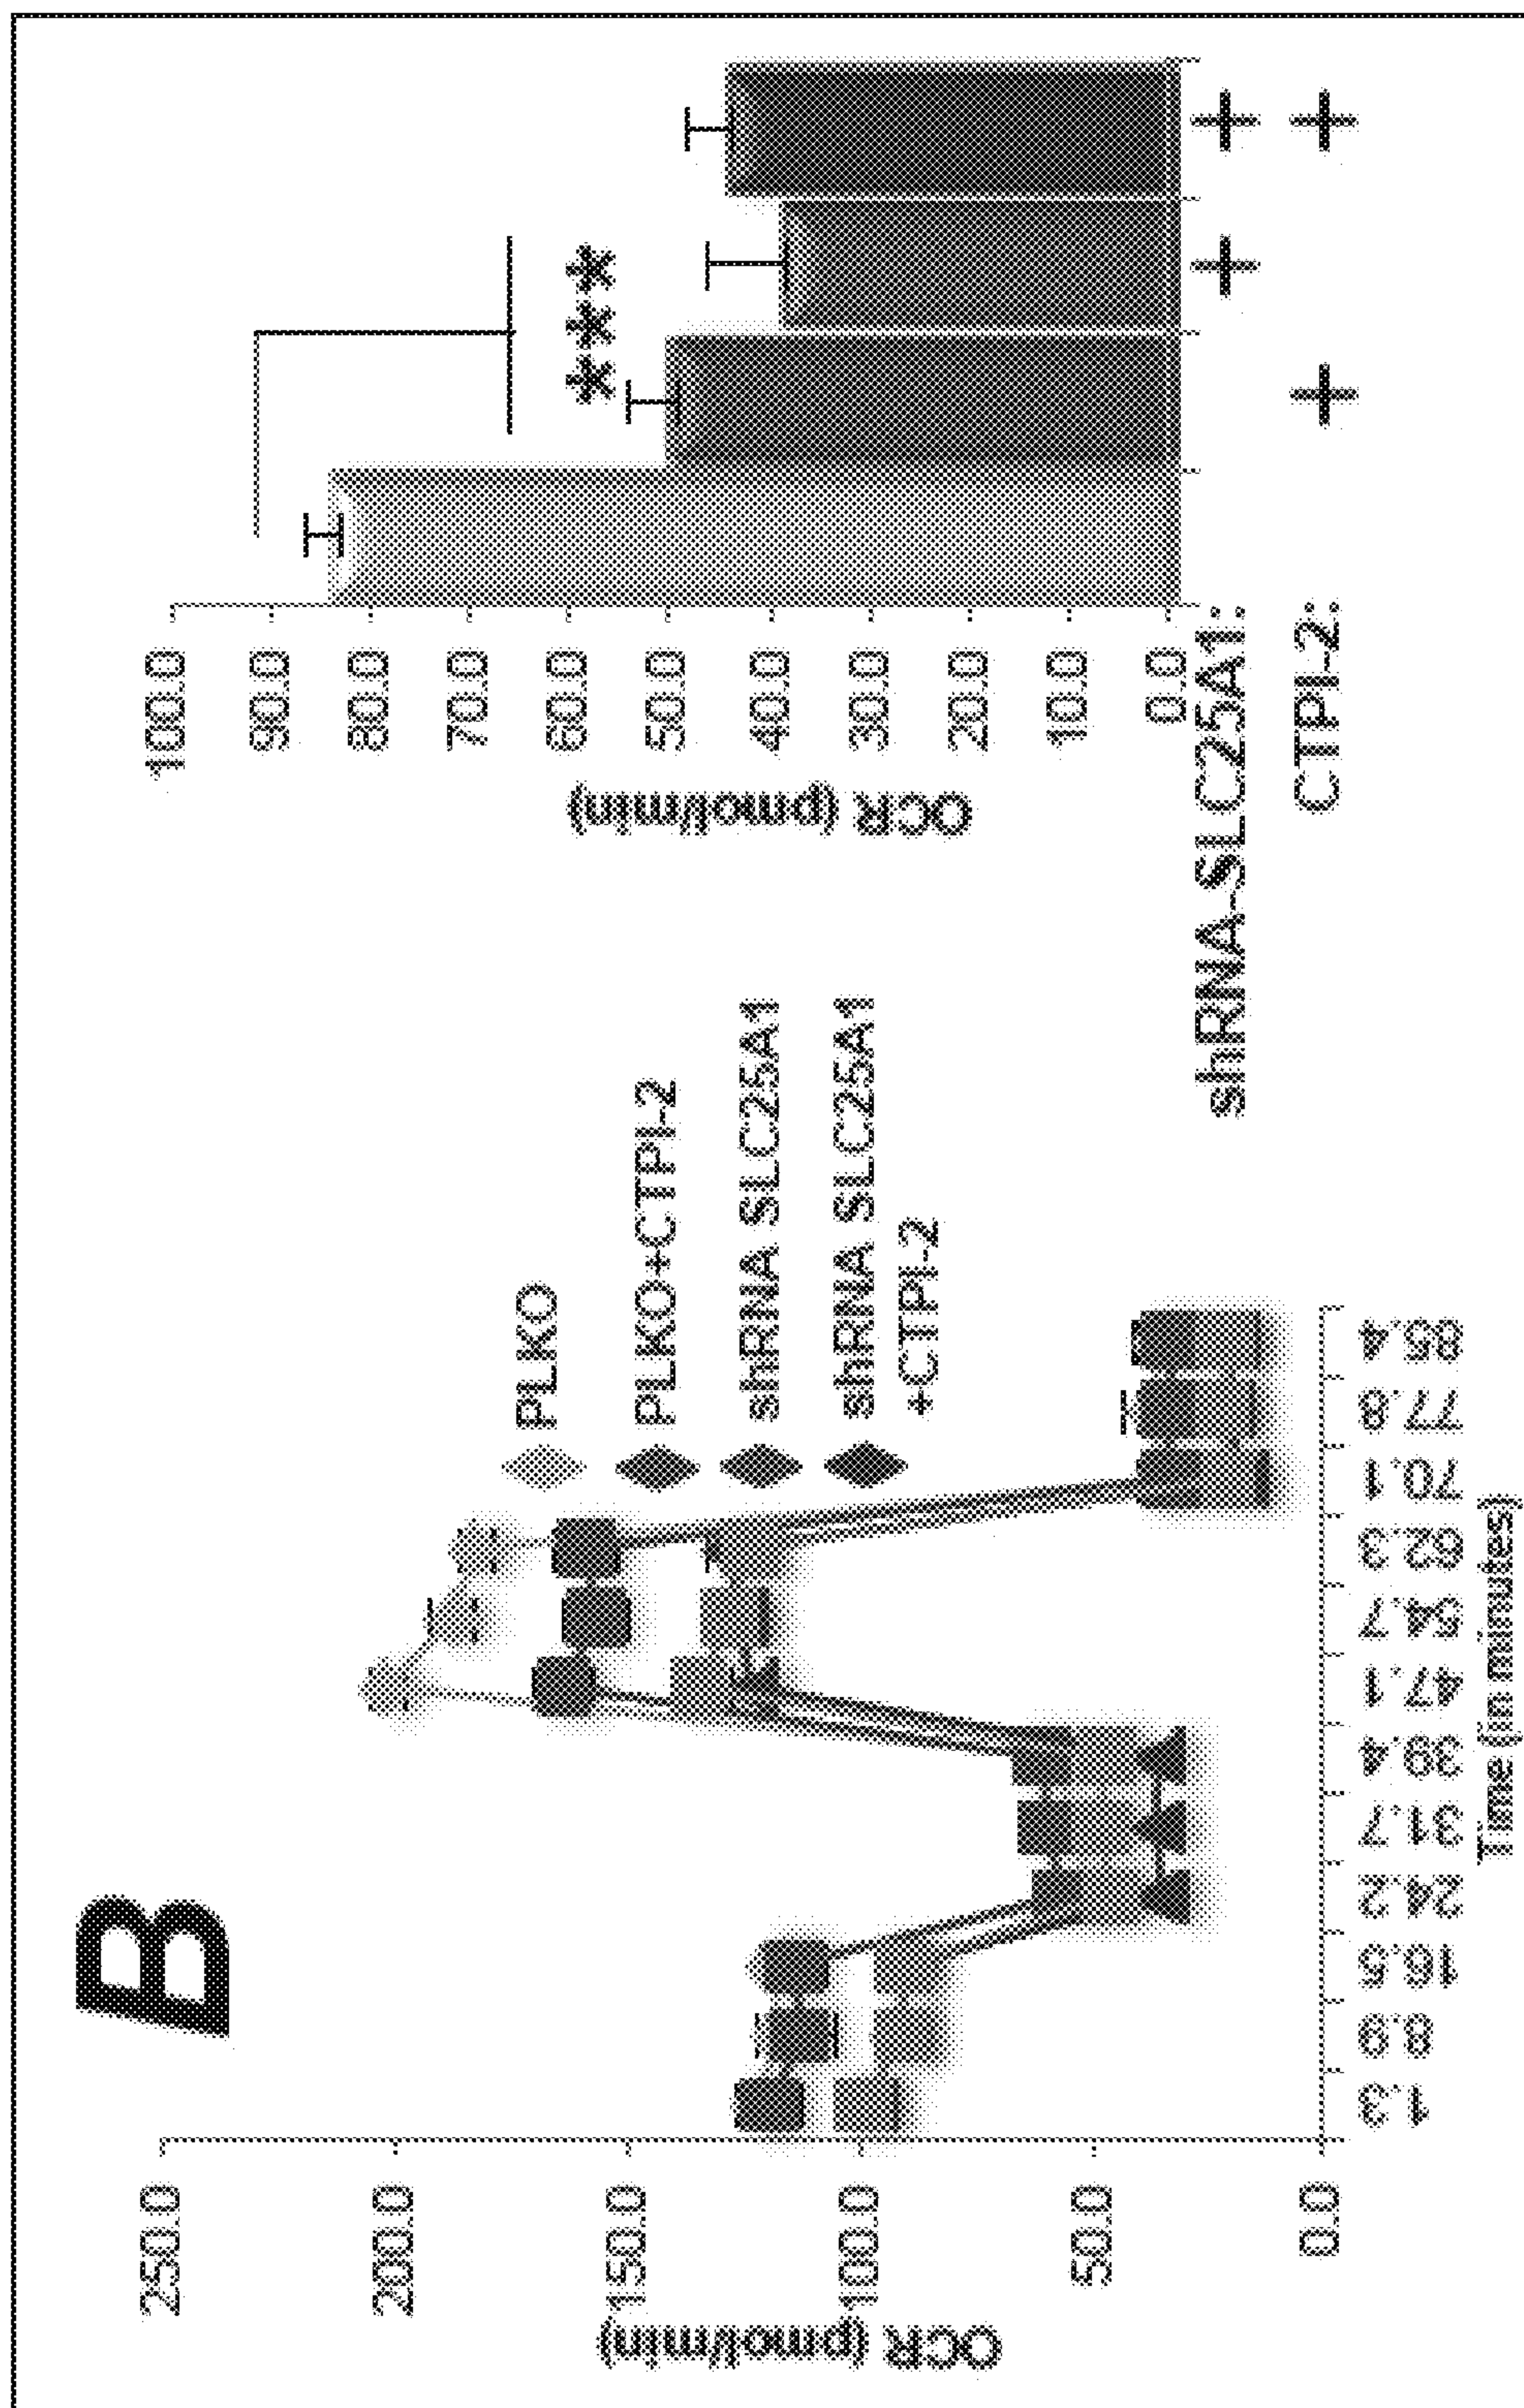 B
OCR (pmol/min)
250.0
200.0
150.0
100.0
50.0
0.0
1.3
8.9
16.5
24.2
31.7
39.4
47.1
54.7
62.3
70.1
77.8
85.4
Time (in minutes)
PLKO
PLKO+CTPI-2
shRNA SLC25A1
shRNA SLC25A1
+CTPI-2
OCR (pmol/min)
100.0
90.0
80.0
70.0
60.0
50.0
40.0
30.0
20.0
10.0
0.0
***
shRNA-SLC25A1: + +
CTPI-2: + +